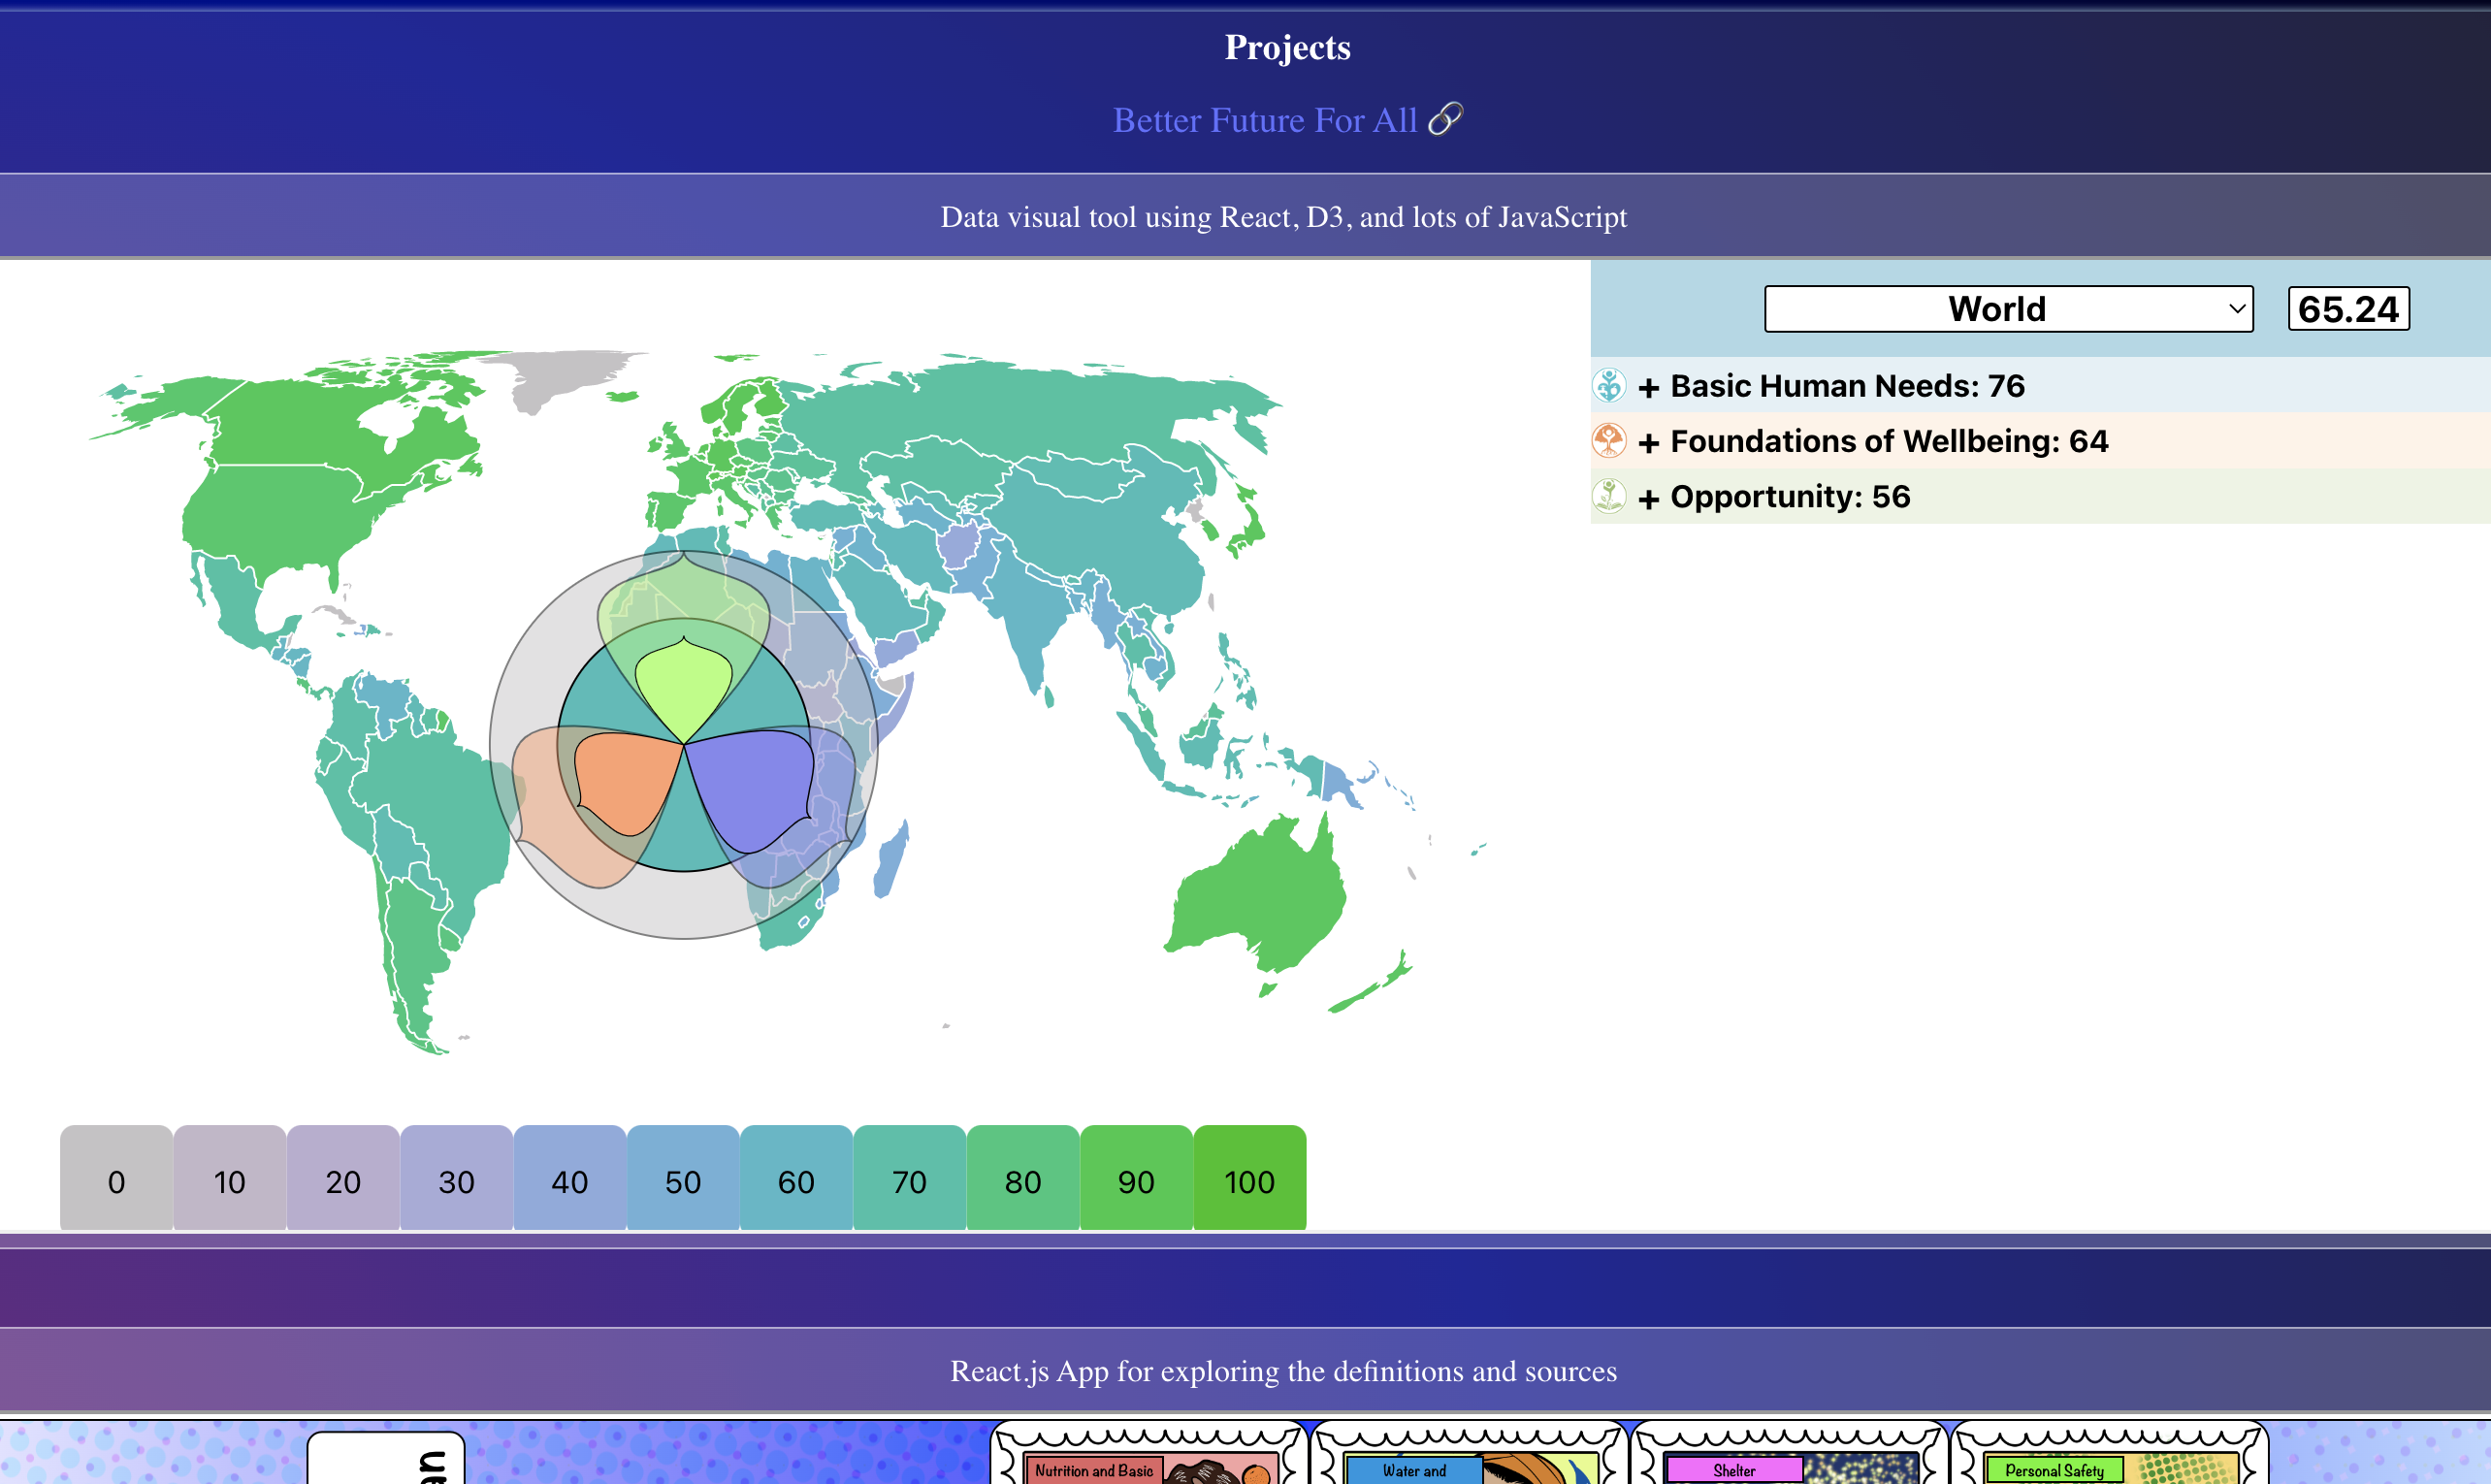 Projects
Better Future For All
Data visual tool using React, D3, and lots of JavaScript
World
65.24
+ Basic Human Needs: 76
+ Foundations of Wellbeing: 64
+ Opportunity: 56
0 10 20 30 40 50 60 70 80 90 100
React.js App for exploring the definitions and sources
an
Nutrition and Basic
Water and
Shelter
Personal Safety